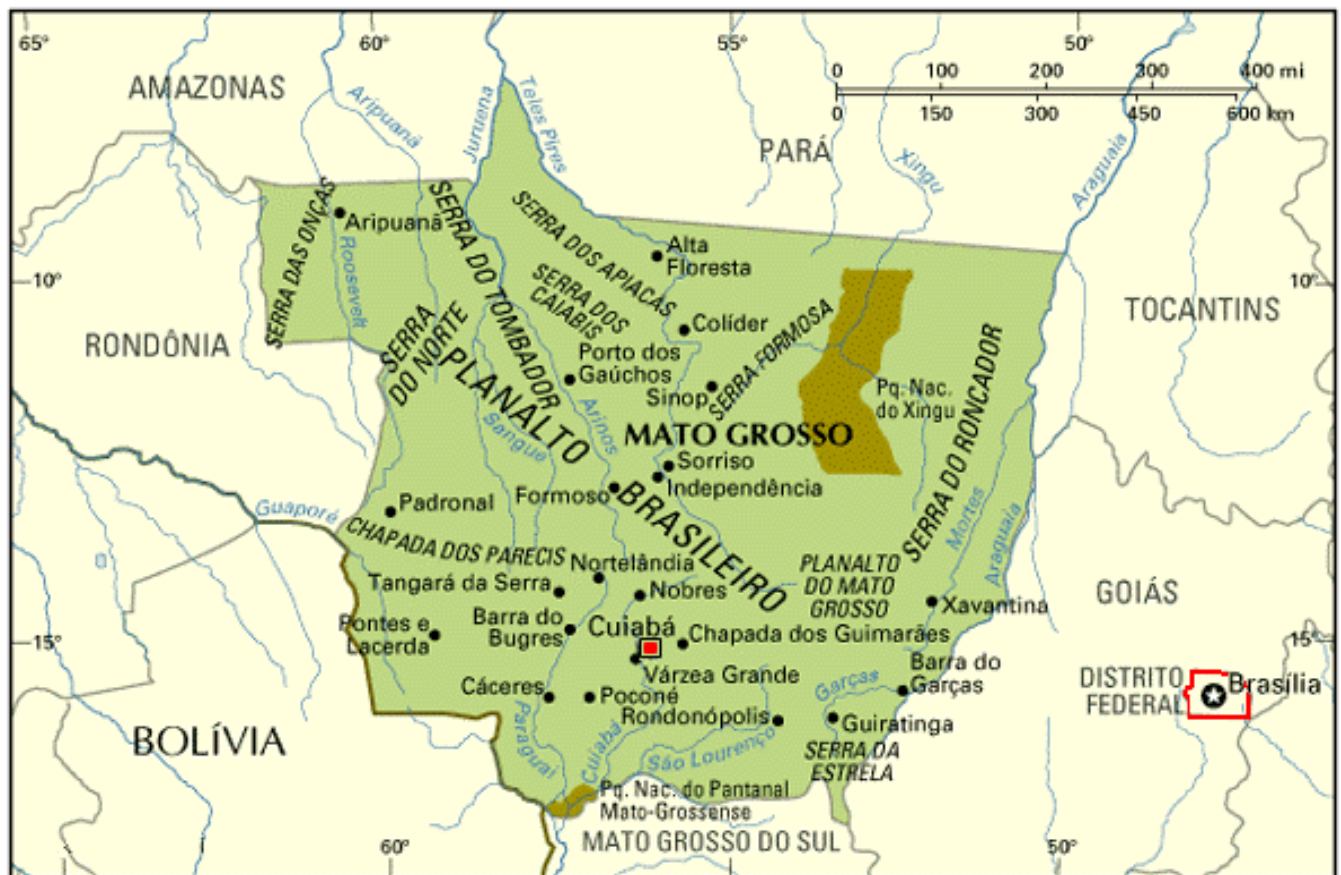 65°
60°
55°
50°
0 100 200 300 400 mi
0 150 300 450 600 km
AMAZONAS
Aripuanã
Juruena
Teles Pires
PARÁ
Xingu
Araguaia
SERRA DAS ONÇAS
Aripuanã
Roosevelt
SERRA DO TOMBADOR
SERRA DOS APIACAS
Alta
Floresta
10°
10°
SERRA DOS
CAIABIS
RONDÔNIA
SERRA
DO NORTE
Colíder
SERRA FORMOSA
TOCANTINS
PLANALTO
Porto dos
Gaúchos
Sinop
Pq. Nac.
do Xingu
SERRA DO RONCADOR
Arinos
Sangue
MATO GROSSO
Sorriso
Independência
Formoso
BRASILEIRO
Padronal
Guaporé
CHAPADA DOS PARECIS
Mortes
Araguaia
Nortelândia
Tangará da Serra
Nobres
PLANALTO
DO MATO
GROSSO
Xavantina
GOIÁS
Pontes e
Lacerda
Barra do
Bugres
Cuiabá
Chapada dos Guimarães
15°
15°
Várzea Grande
Barra do
Garças
Garças
DISTRITO
FEDERAL
Brasília
Cáceres
Poconé
Rondonópolis
Guiratinga
BOLÍVIA
Paraguai
Cuiabá
São Lourenço
SERRA DA
ESTRELA
Pq. Nac. do Pantanal
Mato-Grossense
MATO GROSSO DO SUL
60°
50°